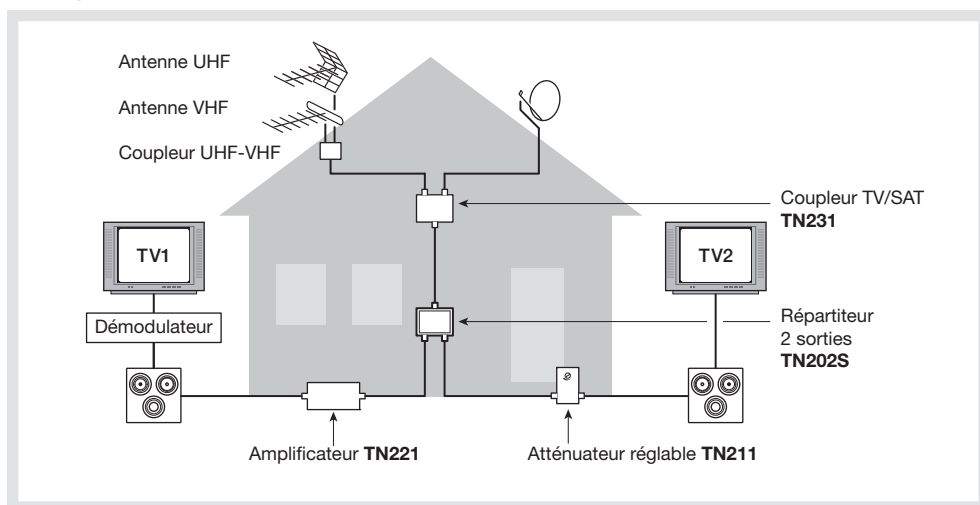 Antenne UHF
Antenne VHF
Coupleur UHF-VHF
Coupleur TV/SAT
TN231
TV1
TV2
Démodulateur
Répartiteur
2 sorties
TN202S
Amplificateur TN221
Atténuateur réglable TN211